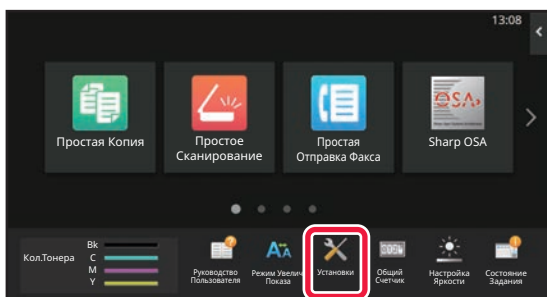 13:08
Простая Копия
Простое
Сканирование
Простая
Отправка Факса
OSA
Sharp OSA
Кол.Тонера
Bk
C
M
Y
Руководство
Пользователя
Режим Увелич
Показа
Установки
Общий
Счетчик
Настройка
Яркости
Состояние
Задания